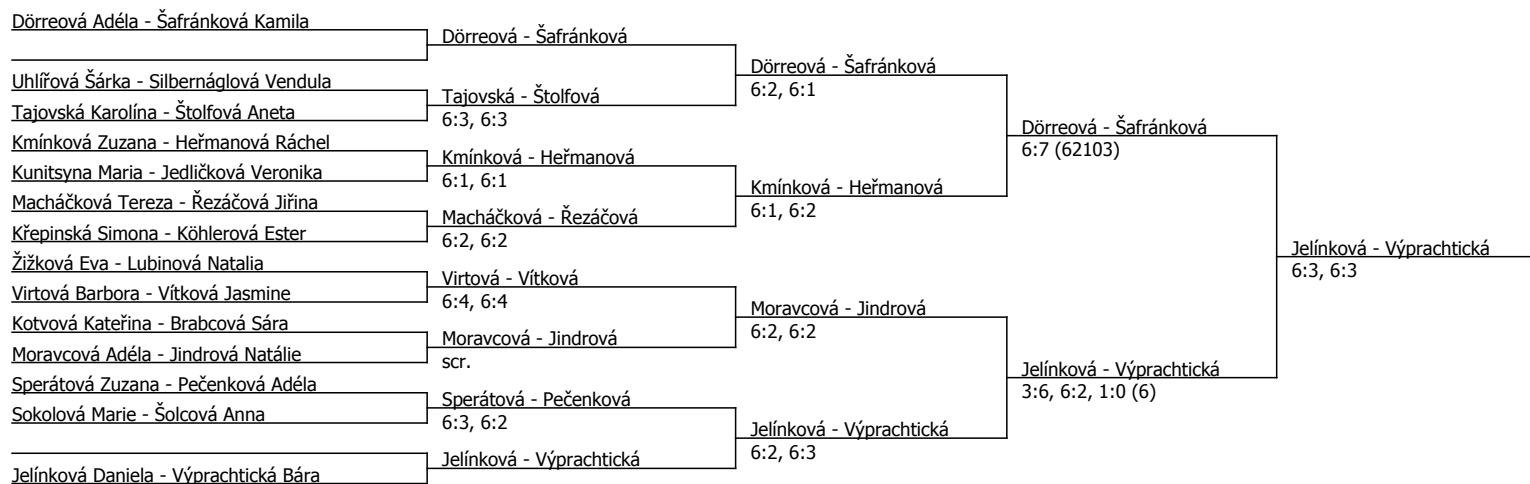 Dörreová Adéla - Šafránková Kamila
Uhlířová Šárka - Silbernáglová Vendula
Tajovská Karolína - Štolfová Aneta
Kmínková Zuzana - Heřmanová Ráchel
Kunitsyna Maria - Jedličková Veronika
Macháčková Tereza - Řezáčová Jiřina
Křepinská Simona - Köhlerová Ester
Žižková Eva - Lubinová Natalia
Virtová Barbora - Vítková Jasmine
Kotvová Kateřina - Brabcová Sára
Moravcová Adéla - Jindrová Natálie
Sperátová Zuzana - Pečenková Adéla
Sokolová Marie - Šolcová Anna
Jelínková Daniela - Výprachtická Bára
Dörreová - Šafránková
Tajovská - Štolfová
6:3, 6:3
Kmínková - Heřmanová
6:1, 6:1
Macháčková - Řezáčová
6:2, 6:2
Virtová - Vítková
6:4, 6:4
Moravcová - Jindrová
scr.
Sperátová - Pečenková
6:3, 6:2
Jelínková - Výprachtická
Dörreová - Šafránková
6:2, 6:1
Kmínková - Heřmanová
6:1, 6:2
Moravcová - Jindrová
6:2, 6:2
Jelínková - Výprachtická
6:2, 6:3
Dörreová - Šafránková
6:7 (62103)
Jelínková - Výprachtická
3:6, 6:2, 1:0 (6)
Jelínková - Výprachtická
6:3, 6:3